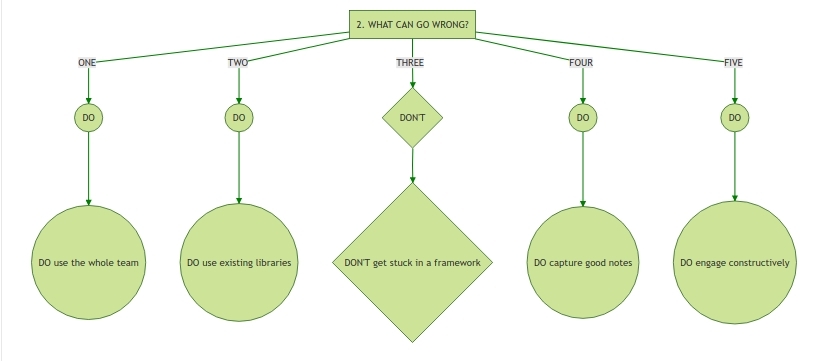 2. WHAT CAN GO WRONG?
ONE
TWO
THREE
FOUR
FIVE
DO
DO
DON'T
DO
DO
DO use the whole team
DO use existing libraries
DON'T get stuck in a framework
DO capture good notes
DO engage constructively